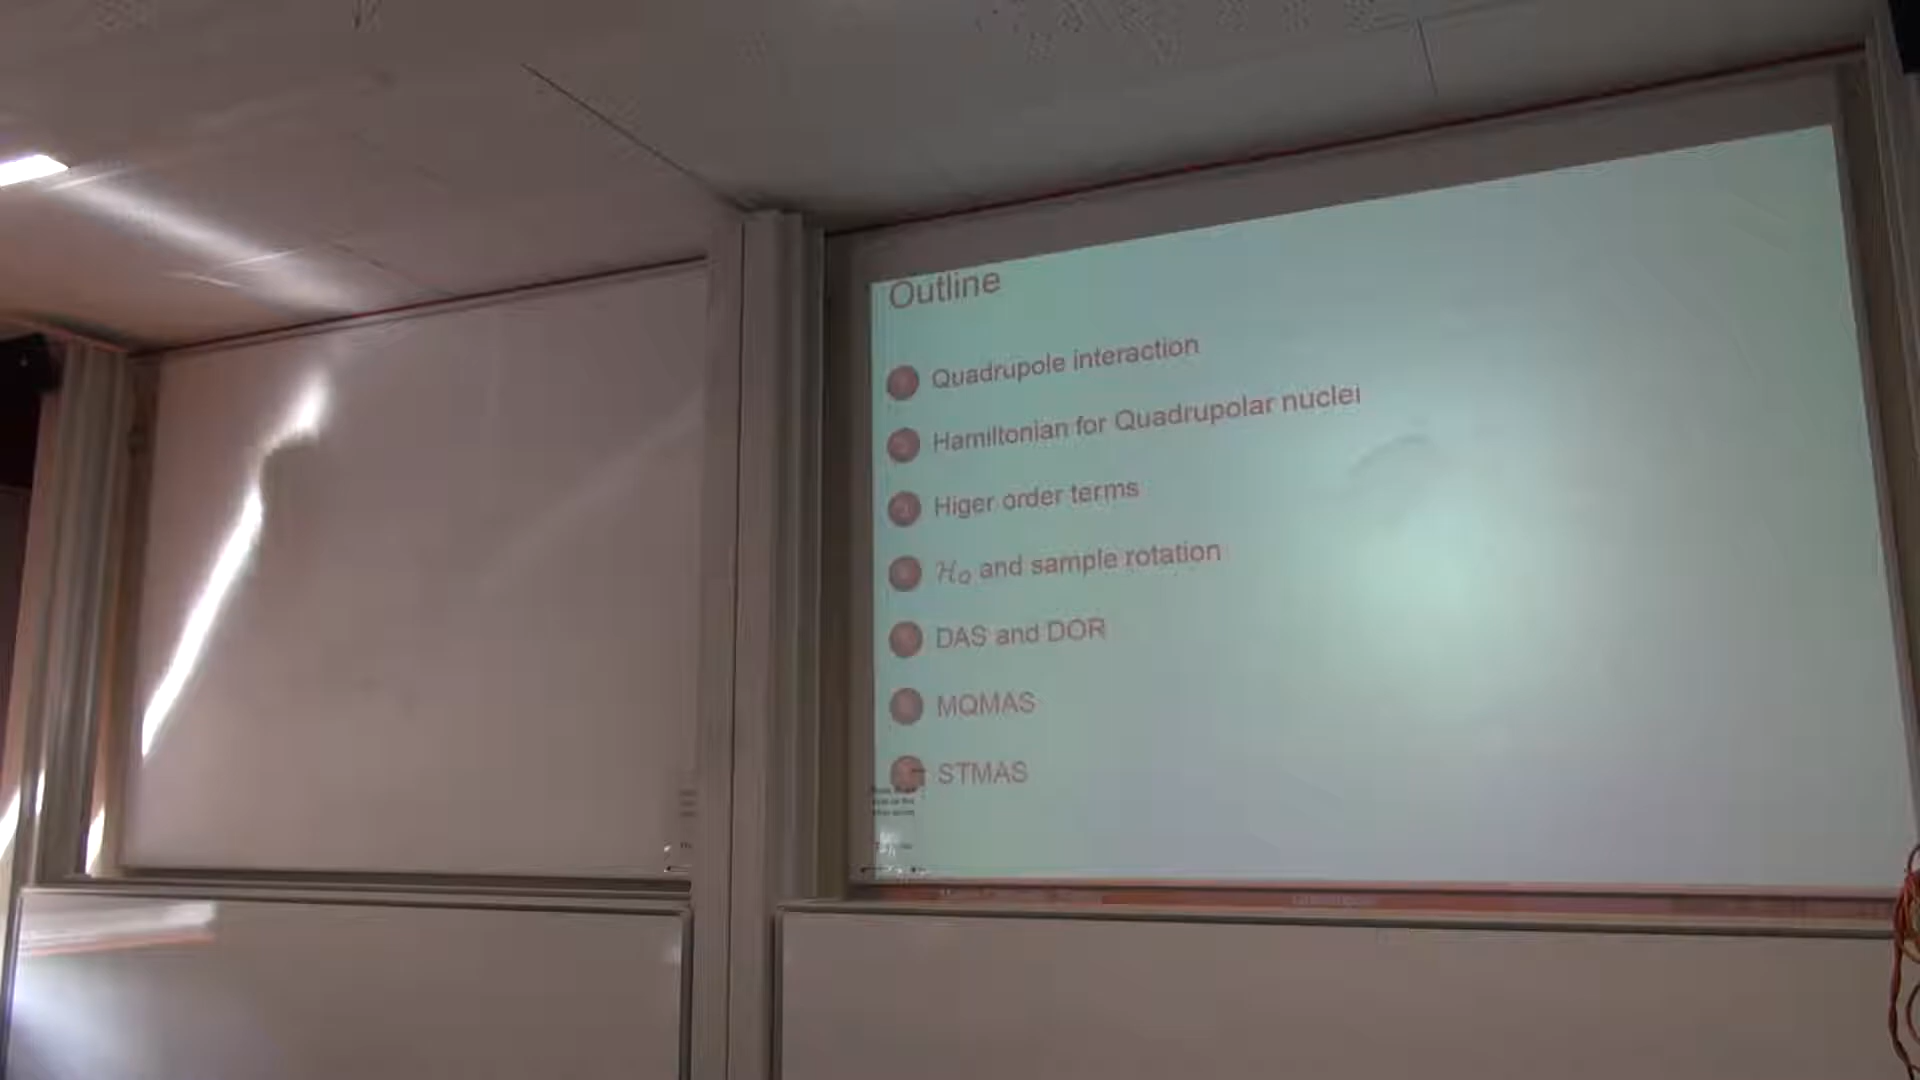 Outline
Quadrupole interaction
Hamiltonian for Quadrupolar nuclei
Higer order terms
ℋQ and sample rotation
DAS and DOR
MQMAS
STMAS